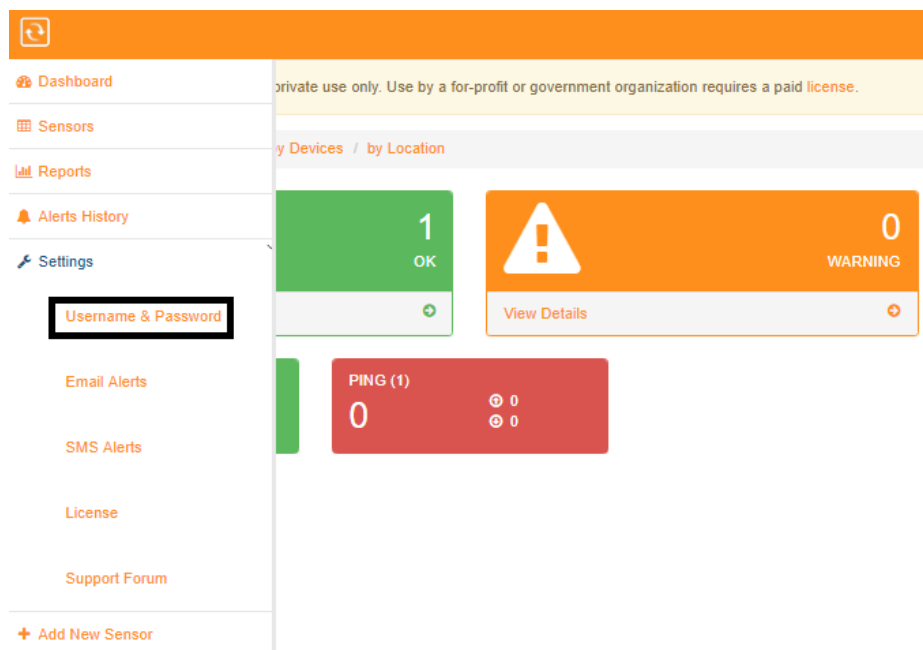 Dashboard
private use only. Use by a for-profit or government organization requires a paid license.
Sensors
y Devices / by Location
Reports
Alerts History
Settings
Username & Password
Email Alerts
SMS Alerts
License
Support Forum
+ Add New Sensor
1
OK
0
WARNING
View Details
PING (1)
0
0
0